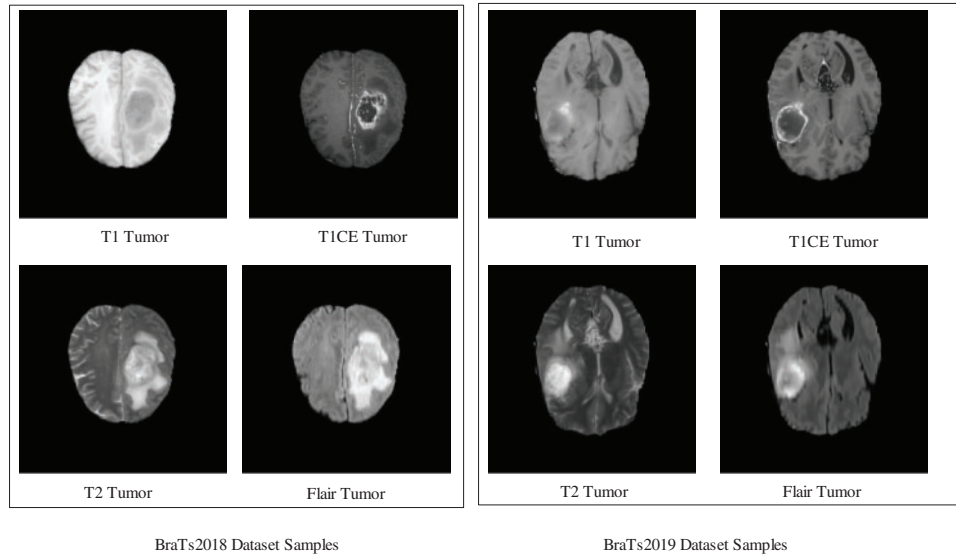 T1 Tumor
T1CE Tumor
T2 Tumor
Flair Tumor
BraTs2018 Dataset Samples
T1 Tumor
T1CE Tumor
T2 Tumor
Flair Tumor
BraTs2019 Dataset Samples